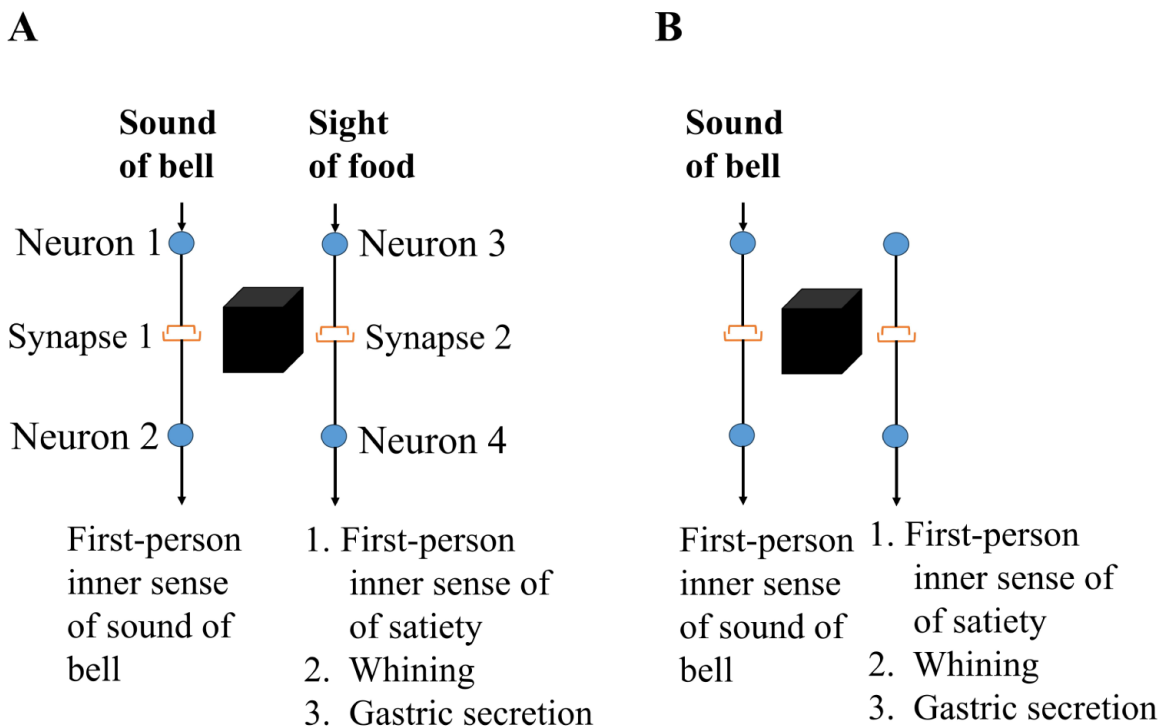 A
B
Sound
of bell
Sight
of food
Sound
of bell
Neuron 1
Neuron 3
Synapse 1
Synapse 2
Neuron 2
Neuron 4
First-person
inner sense
of sound of
bell
1. First-person
inner sense of
of satiety
2. Whining
3. Gastric secretion
First-person
inner sense
of sound of
bell
1. First-person
inner sense of
of satiety
2. Whining
3. Gastric secretion